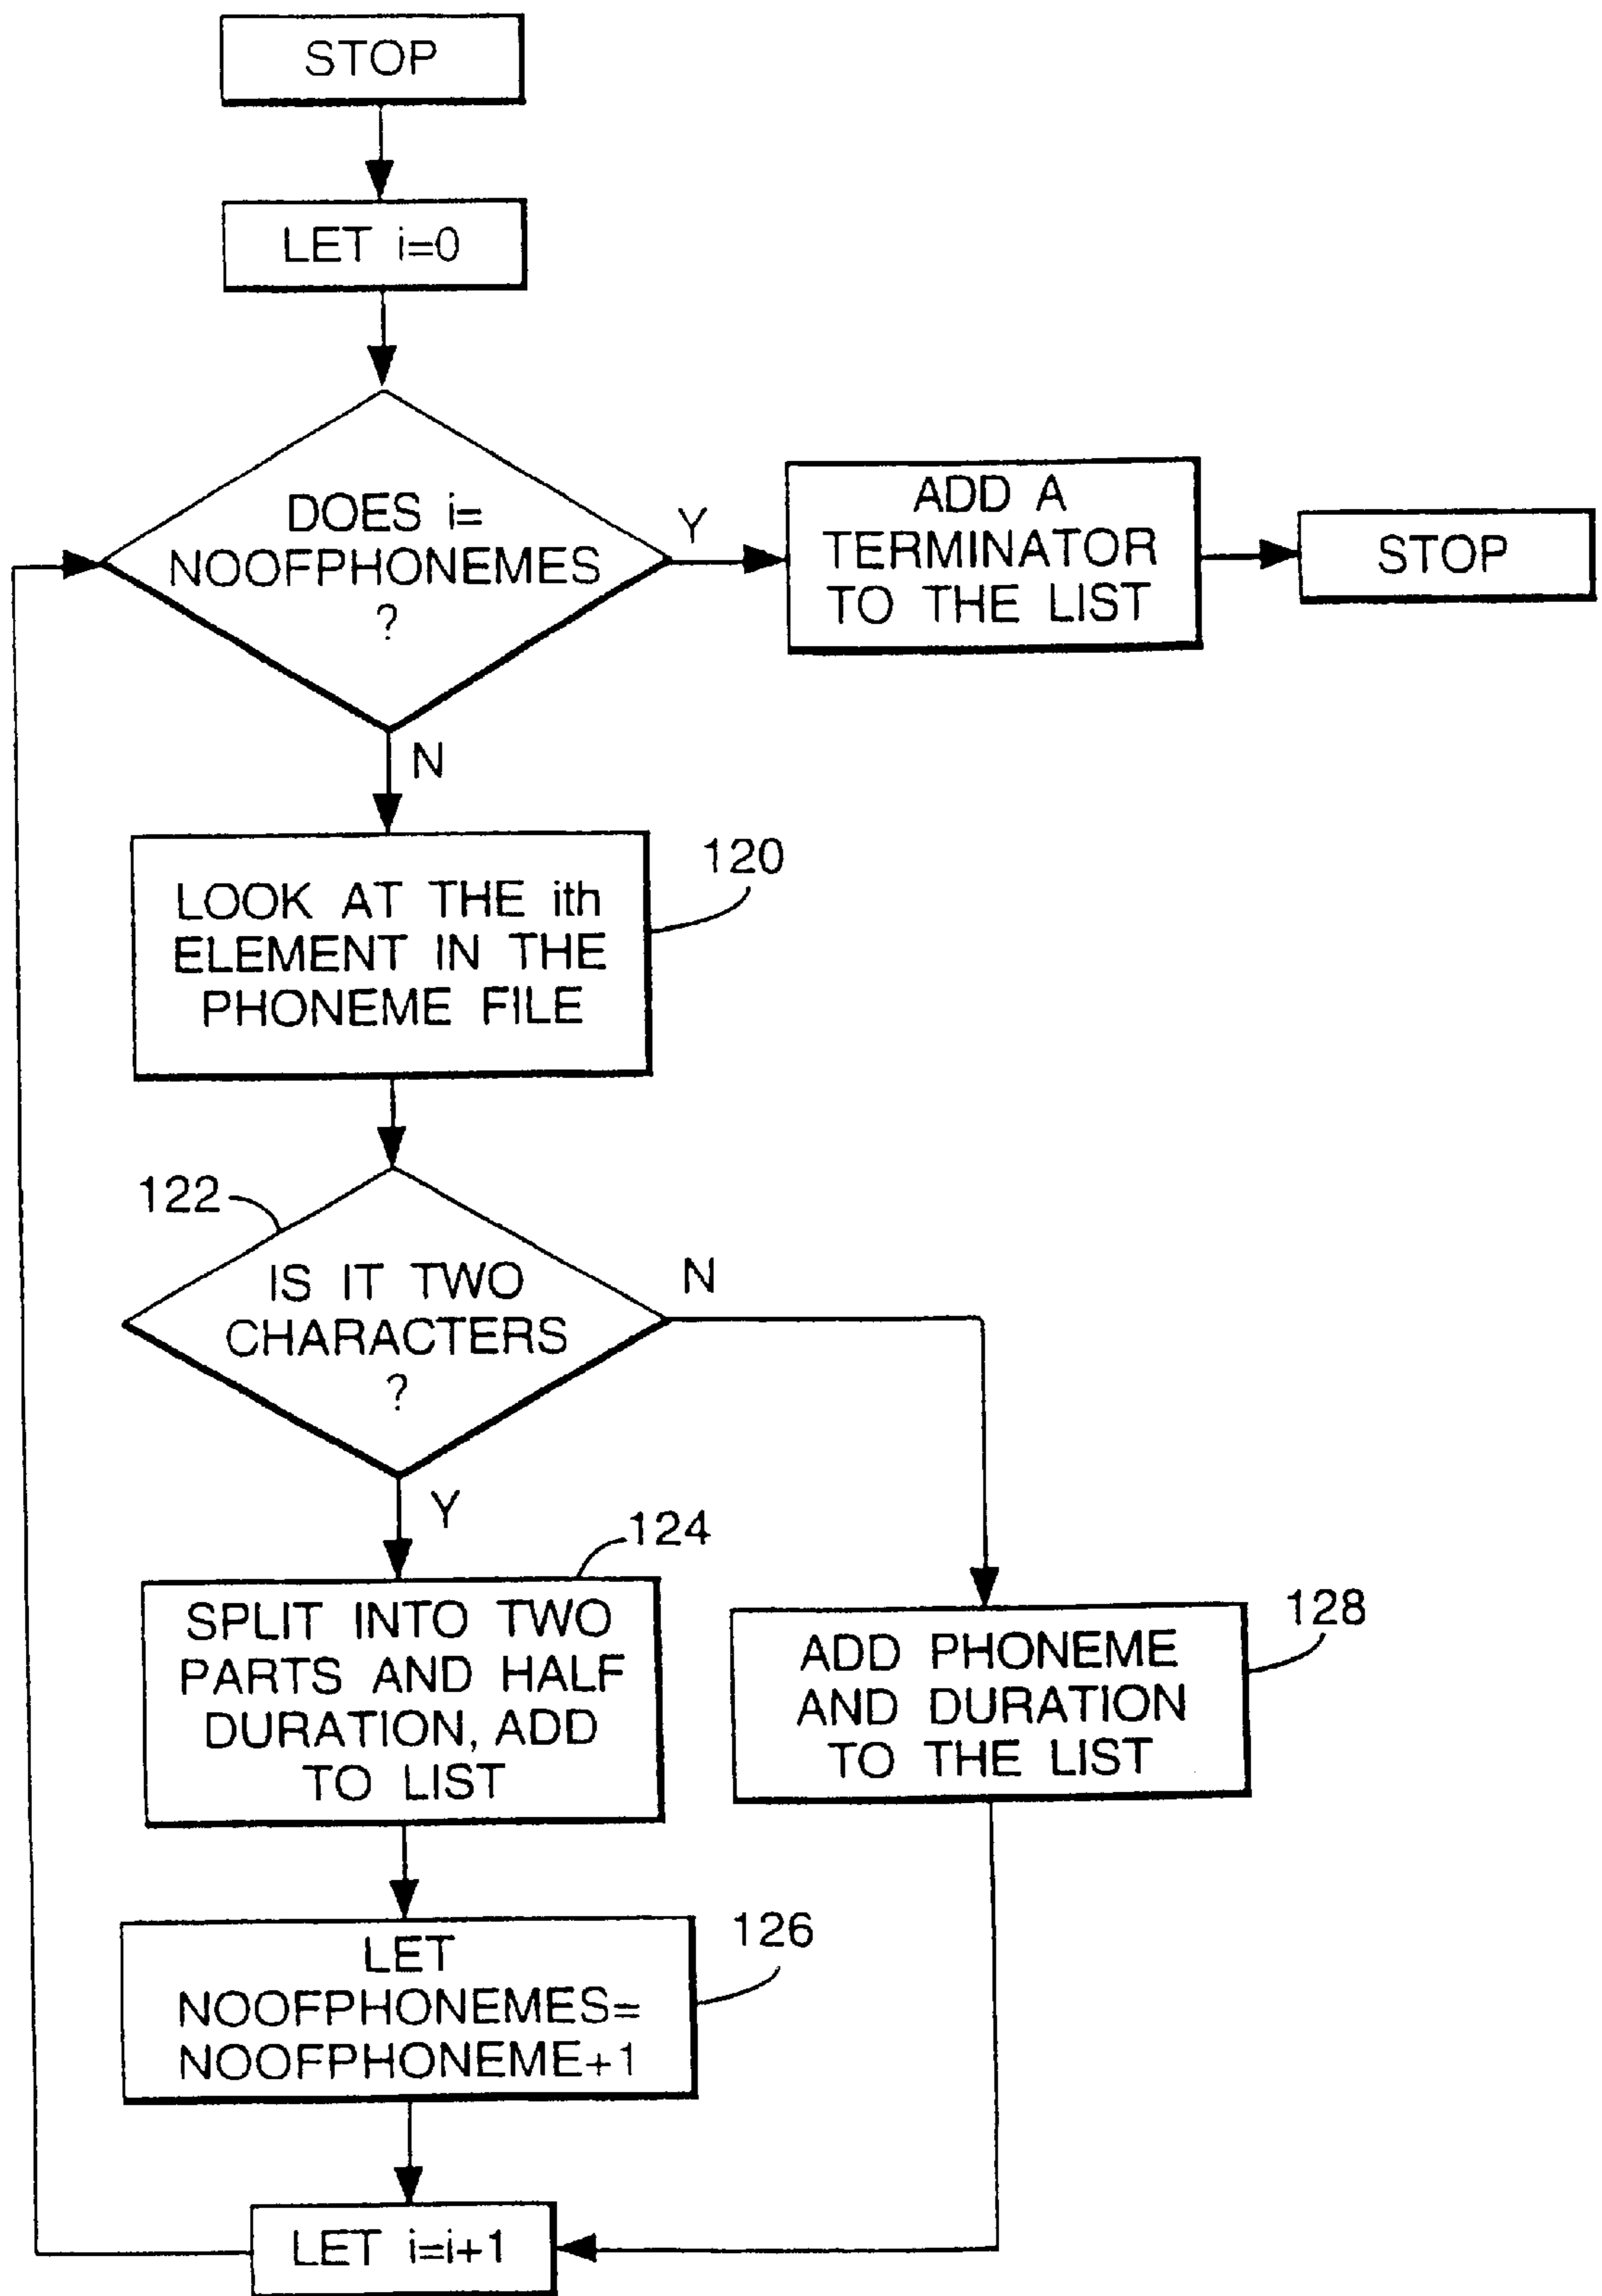 STOP
LET i=0
DOES i=
NOOFPHONEMES
?
Y
ADD A
TERMINATOR
TO THE LIST
STOP
N
120
LOOK AT THE ith
ELEMENT IN THE
PHONEME FILE
122
IS IT TWO
CHARACTERS
?
N
Y
124
SPLIT INTO TWO
PARTS AND HALF
DURATION, ADD
TO LIST
128
ADD PHONEME
AND DURATION
TO THE LIST
126
LET
NOOFPHONEMES=
NOOFPHONEME+1
LET i=i+1